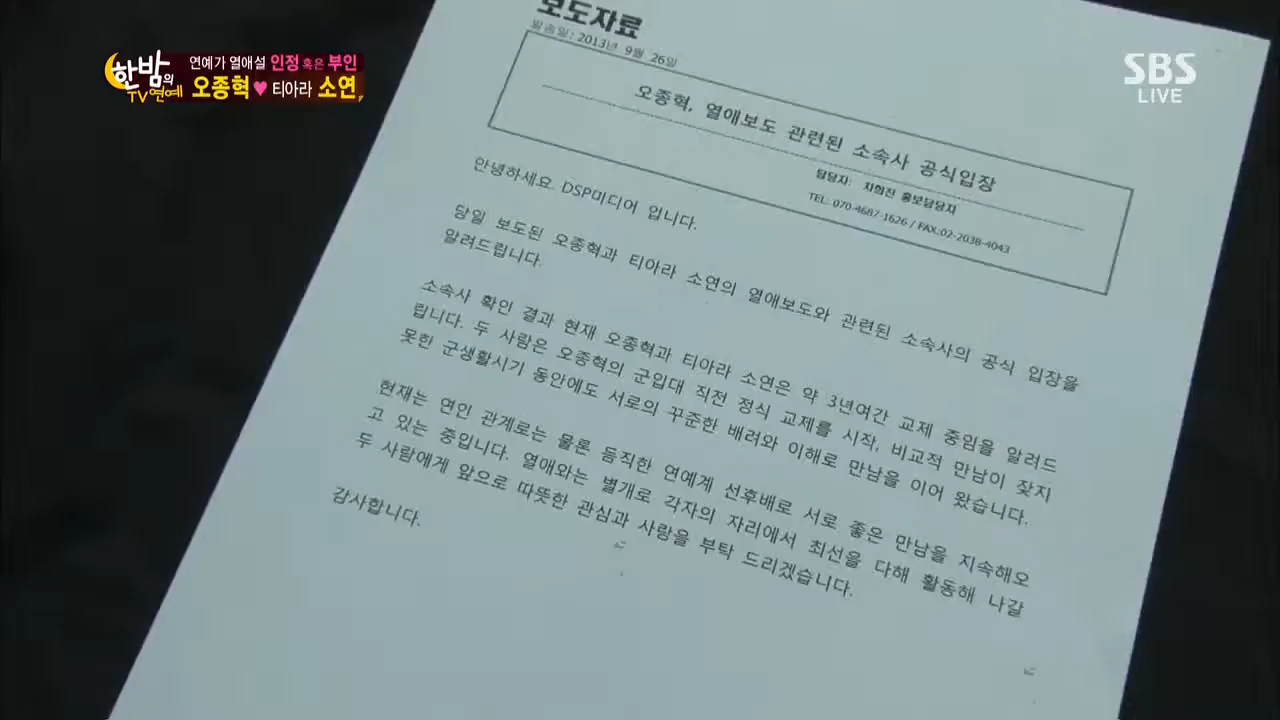 한밤의
TV연예
연예가 열애설 인정 혹은 부인
오종혁♥티아라 소연
SBS
LIVE
보도자료
발송일: 2013년 9월 26일
오종혁, 열애보도 관련된 소속사 공식입장
담당자: 차희진 홍보담당자
TEL: 070-4687-1626 / FAX:02-2038-4043
안녕하세요. DSP미디어 입니다.
당일 보도된 오종혁과 티아라 소연의 열애보도와 관련된 소속사의 공식 입장을
알려드립니다.
소속사 확인 결과 현재 오종혁과 티아라 소연은 약 3년여간 교제 중임을 알려드
립니다. 두 사람은 오종혁의 군입대 직전 정식 교제를 시작, 비교적 만남이 잦지
못한 군생활시기 동안에도 서로의 꾸준한 배려와 이해로 만남을 이어 왔습니다.
현재는 연인 관계로는 물론 듬직한 연예계 선후배로 서로 좋은 만남을 지속해오
고 있는 중입니다. 열애와는 별개로 각자의 자리에서 최선을 다해 활동해 나갈
두 사람에게 앞으로 따뜻한 관심과 사랑을 부탁 드리겠습니다.
감사합니다.